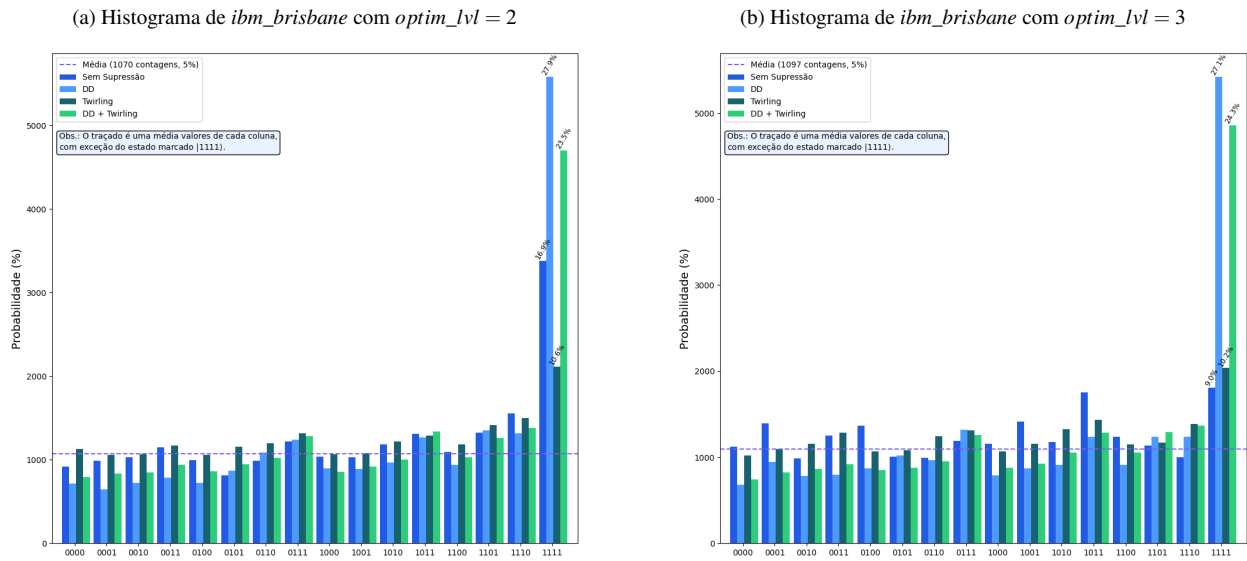 (a) Histograma de ibm_brisbane com optim_lvl = 2
Média (1070 contagens, 5%)
Sem Supressão
DD
Twirling
DD + Twirling
Obs.: O traçado é uma média valores de cada coluna,
com exceção do estado marcado |1111⟩.
Probabilidade (%)
5000
4000
3000
2000
1000
0
16.9%
27.9%
10.6%
23.5%
0000 0001 0010 0011 0100 0101 0110 0111 1000 1001 1010 1011 1100 1101 1110 1111
(b) Histograma de ibm_brisbane com optim_lvl = 3
Média (1097 contagens, 5%)
Sem Supressão
DD
Twirling
DD + Twirling
Obs.: O traçado é uma média valores de cada coluna,
com exceção do estado marcado |1111⟩.
Probabilidade (%)
5000
4000
3000
2000
1000
0
9.0%
27.1%
10.2%
24.3%
0000 0001 0010 0011 0100 0101 0110 0111 1000 1001 1010 1011 1100 1101 1110 1111